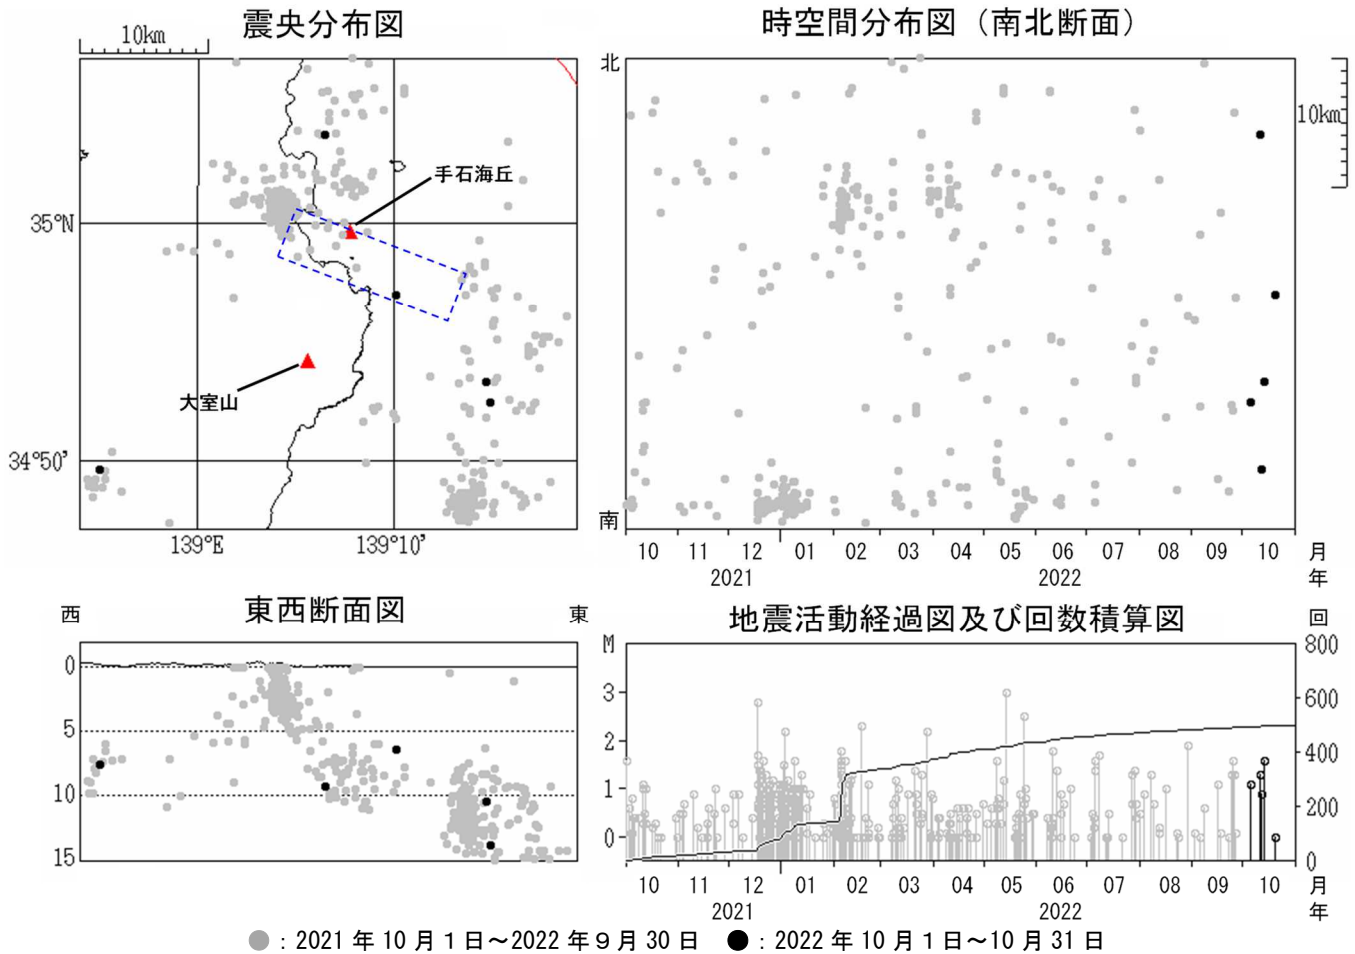 震央分布図
10km
手石海丘
35°N
大室山
34°50′
139°E
139°10′
時空間分布図（南北断面）
北
10km
南
10 11 12 01 02 03 04 05 06 07 08 09 10 月
2021 2022 年
東西断面図
西 東
0
5
10
15
地震活動経過図及び回数積算図
M 回
3
2
1
0
800
600
400
200
0
10 11 12 01 02 03 04 05 06 07 08 09 10 月
2021 2022 年
：2021 年 10 月 1 日～2022 年 9 月 30 日 ：2022 年 10 月 1 日～10 月 31 日